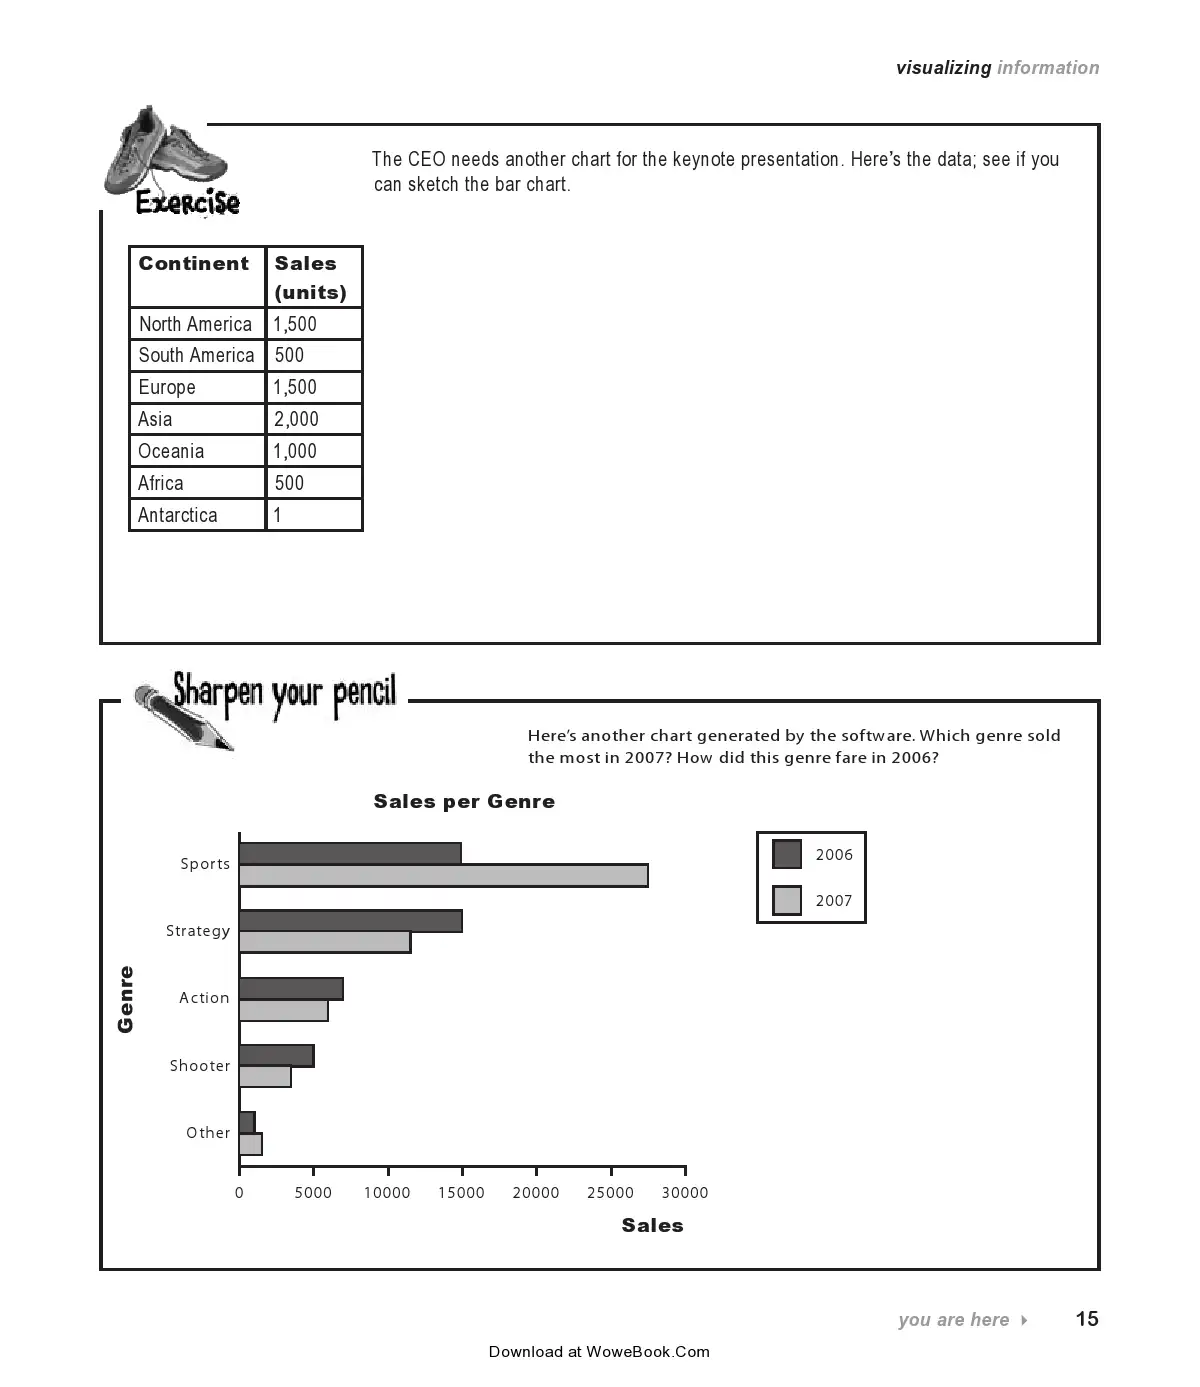 visualizing information
The CEO needs another chart for the keynote presentation. Here's the data; see if you
can sketch the bar chart.
Exercise
Continent Sales
(units)
North America 1,500
South America 500
Europe 1,500
Asia 2,000
Oceania 1,000
Africa 500
Antarctica 1
Sharpen your pencil
Here's another chart generated by the software. Which genre sold
the most in 2007? How did this genre fare in 2006?
Sales per Genre
2006
2007
Genre
Sports
Strategy
Action
Shooter
Other
0 5000 10000 15000 20000 25000 30000
Sales
you are here 15
Download at WoweBook.Com